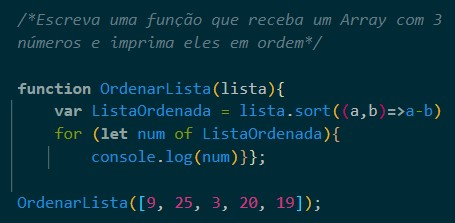 /*Escreva uma função que receba um Array com 3
números e imprima eles em ordem*/
function OrdenarLista(lista){
    var ListaOrdenada = lista.sort((a,b)=>a-b)
    for (let num of ListaOrdenada){
        console.log(num)}};
OrdenarLista([9, 25, 3, 20, 19]);